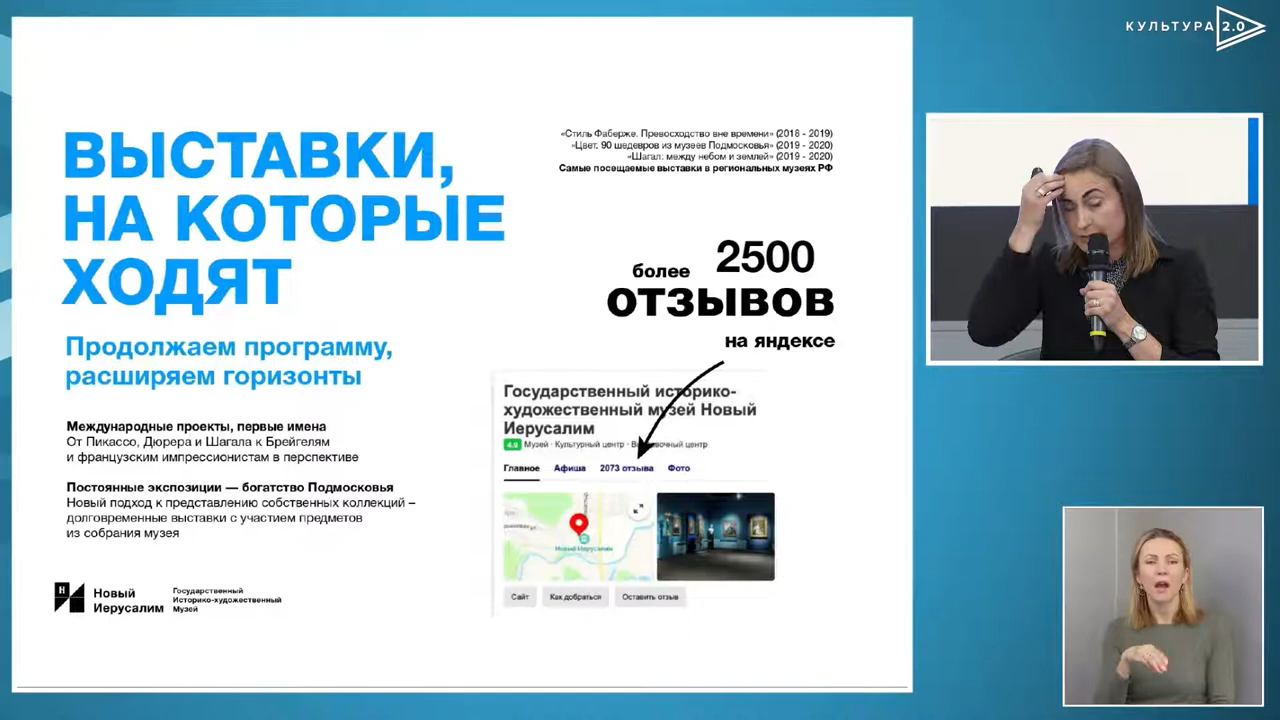 КУЛЬТУРА 2.0
ВЫСТАВКИ,
НА КОТОРЫЕ
ХОДЯТ
Продолжаем программу,
расширяем горизонты
Международные проекты, первые имена
От Пикассо, Дюрера и Шагала к Брейгелям
и французским импрессионистам в перспективе
Постоянные экспозиции — богатство Подмосковья
Новый подход к представлению собственных коллекций –
долговременные выставки с участием предметов
из собрания музея
Новый
Иерусалим
Государственный
Историко-художественный
Музей
«Стиль Фаберже. Превосходство вне времени» (2018 - 2019)
«Цвет. 90 шедевров из музеев Подмосковья» (2019 - 2020)
«Шагал: между небом и землей» (2019 - 2020)
Самые посещаемые выставки в региональных музеях РФ
более 2500
отзывов
на яндексе
Государственный историко-
художественный музей Новый
Иерусалим
4.9 Музей · Культурный центр · Выставочный центр
Главное Афиша 2073 отзыва Фото
Новый Иерусалим
Сайт Как добраться Оставить отзыв